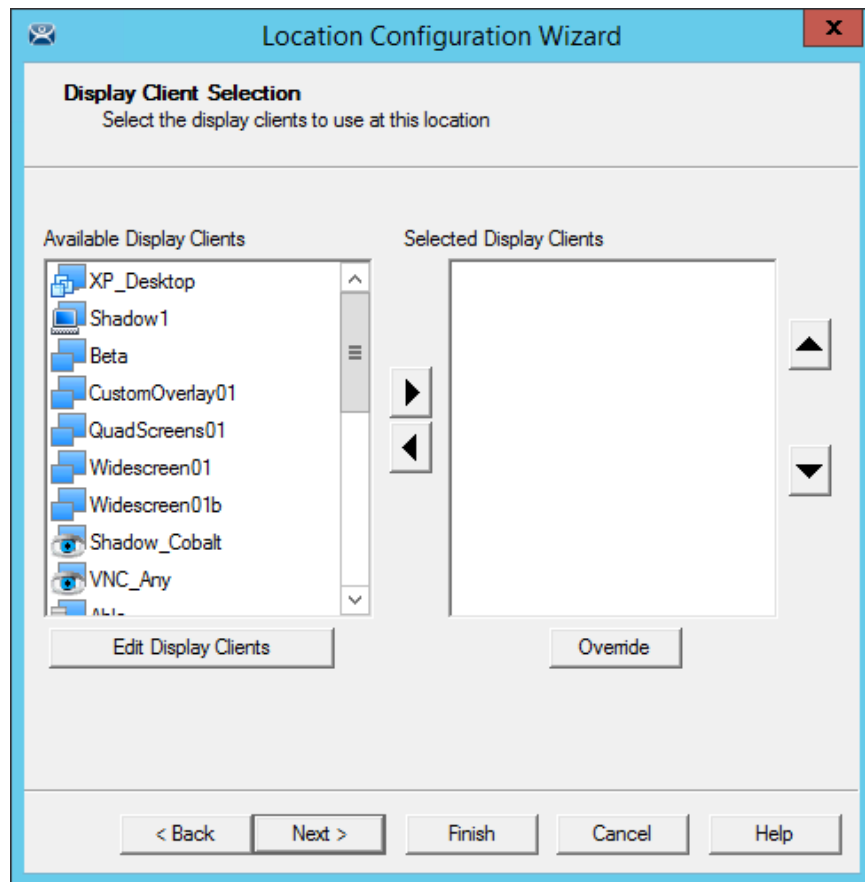 Location Configuration Wizard
x
Display Client Selection
Select the display clients to use at this location
Available Display Clients
Selected Display Clients
XP_Desktop
Shadow1
Beta
CustomOverlay01
QuadScreens01
Widescreen01
Widescreen01b
Shadow_Cobalt
VNC_Any
Edit Display Clients
Override
< Back
Next >
Finish
Cancel
Help